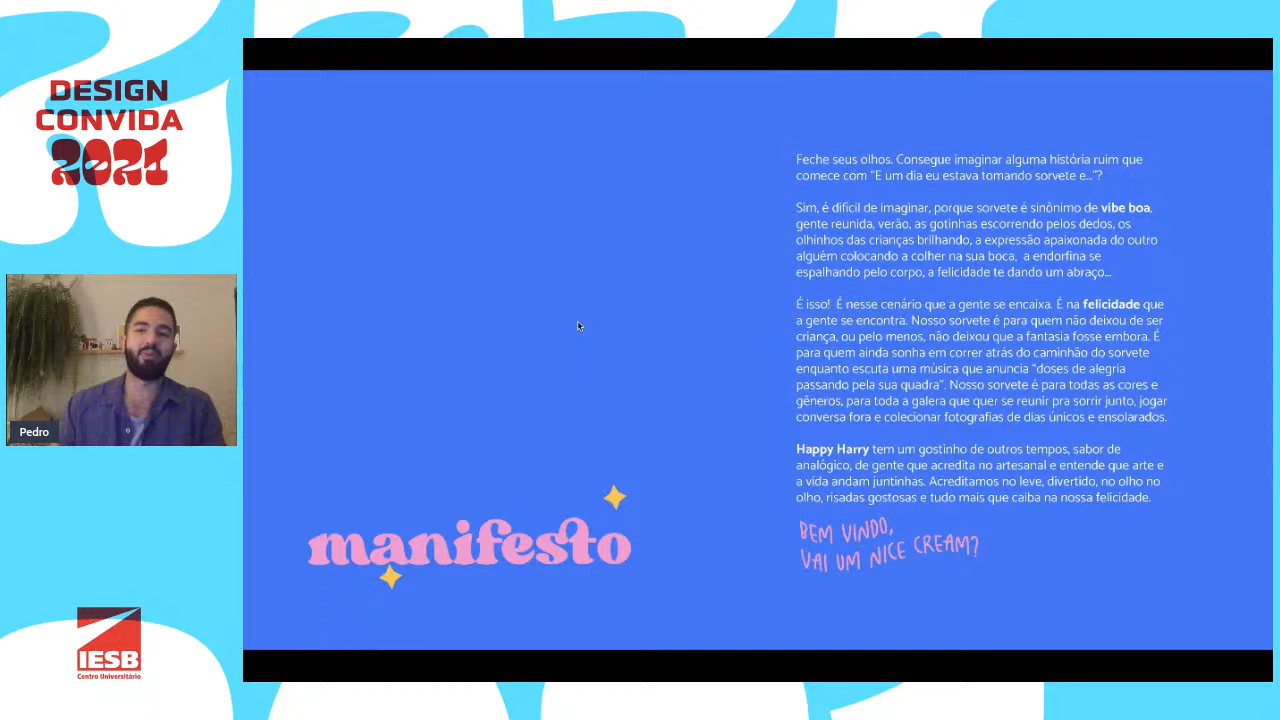 DESIGN
CONVIDA
2021
Pedro
IESB
Centro Universitário
manifesto
Feche seus olhos. Consegue imaginar alguma história ruim que
comece com “E um dia eu estava tomando sorvete e...”?
Sim, é difícil de imaginar, porque sorvete é sinônimo de vibe boa,
gente reunida, verão, as gotinhas escorrendo pelos dedos, os
olhinhos das crianças brilhando, a expressão apaixonada do outro
alguém colocando a colher na sua boca, a endorfina se
espalhando pelo corpo, a felicidade te dando um abraço...
É isso! É nesse cenário que a gente se encaixa. É na felicidade que
a gente se encontra. Nosso sorvete é para quem não deixou de ser
criança, ou pelo menos, não deixou que a fantasia fosse embora. É
para quem ainda sonha em correr atrás do caminhão do sorvete
enquanto escuta uma música que anuncia “doses de alegria
passando pela sua quadra”. Nosso sorvete é para todas as cores e
gêneros, para toda a galera que quer se reunir pra sorrir junto, jogar
conversa fora e colecionar fotografias de dias únicos e ensolarados.
Happy Harry tem um gostinho de outros tempos, sabor de
analógico, de gente que acredita no artesanal e entende que arte e
a vida andam juntinhas. Acreditamos no leve, divertido, no olho no
olho, risadas gostosas e tudo mais que caiba na nossa felicidade.
BEM VINDO,
VAI UM NICE CREAM?